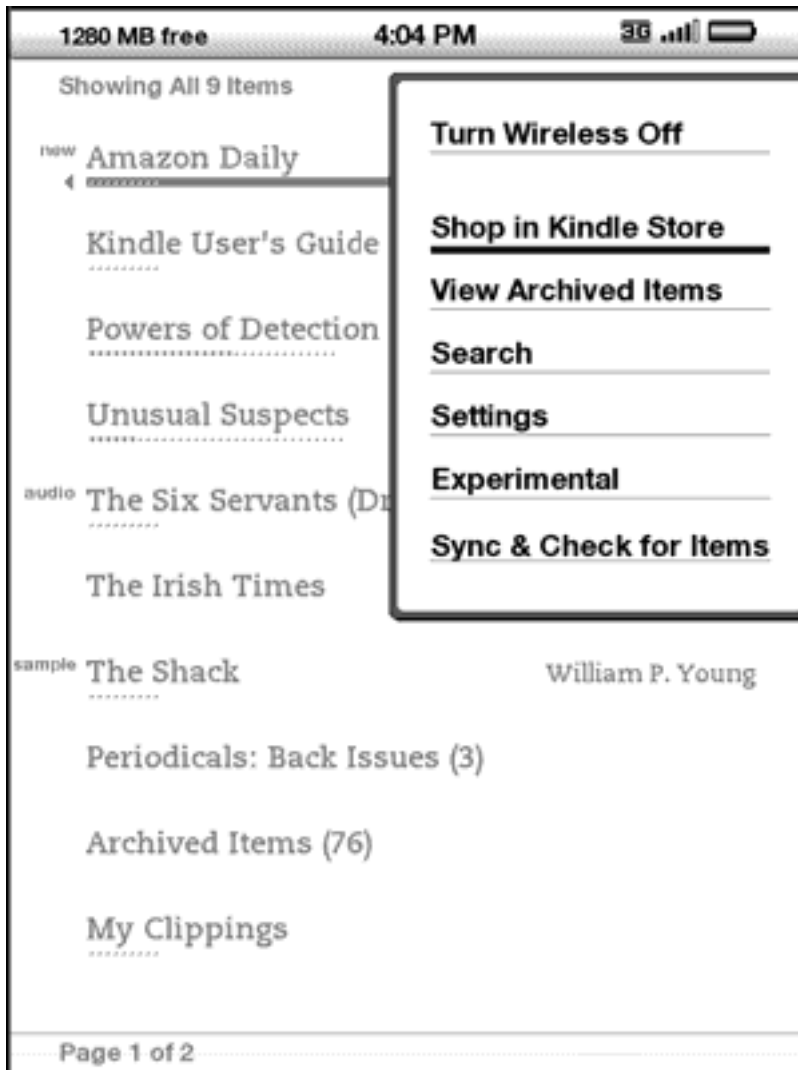 1280 MB free 4:04 PM 3G
Showing All 9 Items
new Amazon Daily
Kindle User's Guide
Powers of Detection
Unusual Suspects
audio The Six Servants (Dr
The Irish Times
sample The Shack William P. Young
Periodicals: Back Issues (3)
Archived Items (76)
My Clippings
Page 1 of 2
Turn Wireless Off
Shop in Kindle Store
View Archived Items
Search
Settings
Experimental
Sync & Check for Items